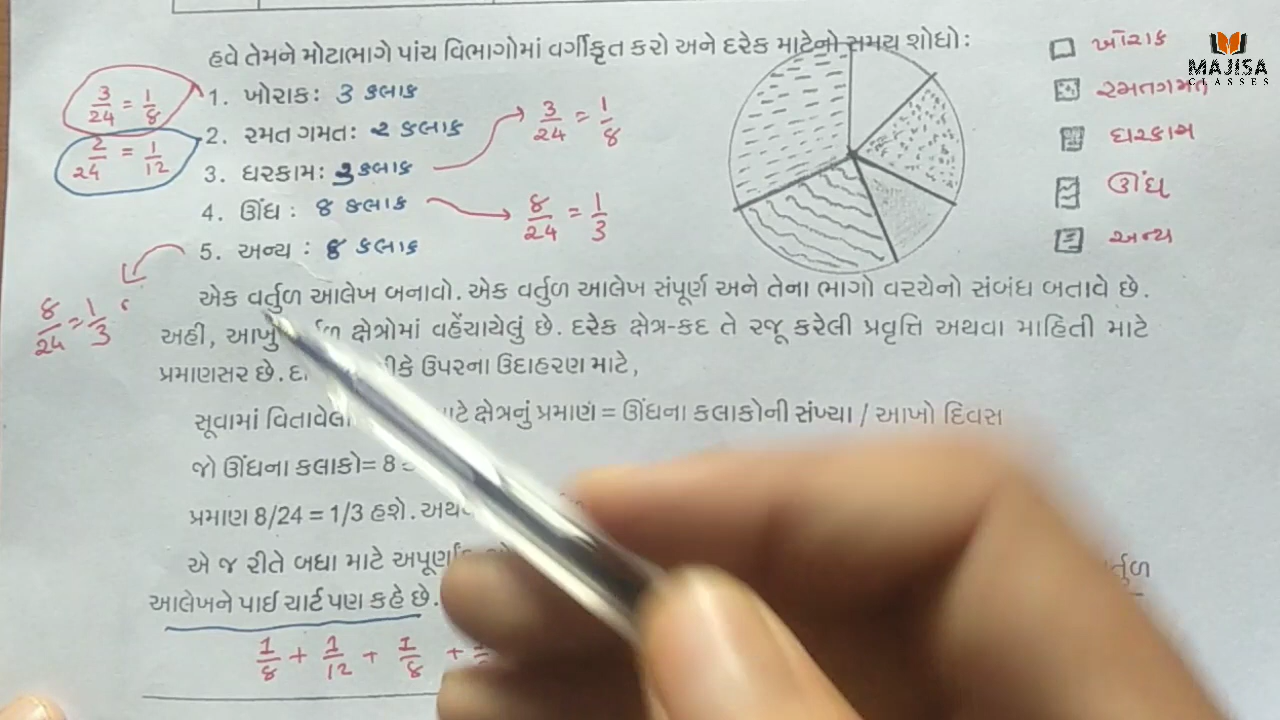 હવે તેમને મોટાભાગે પાંચ વિભાગોમાં વર્ગીકૃત કરો અને દરેક માટેનો સમય શોધો:
1. ખોરાક: 3 કલાક
2. રમત ગમત: ૨ કલાક
3. ઘરકામ: 3 કલાક
4. ઊંઘ : ૪ કલાક
5. અન્ય : ૪ કલાક
3/24 = 1/8
2/24 = 1/12
3/24 = 1/8
8/24 = 1/3
8/24 = 1/3
ખોરાક
રમતગમત
ઘરકામ
ઊંઘ
અન્ય
MAJISA
CLASSES
એક વર્તુળ આલેખ બનાવો. એક વર્તુળ આલેખ સંપૂર્ણ અને તેના ભાગો વચ્ચેનો સંબંધ બતાવે છે.
અહીં, આખું ક્ષેત્રોમાં વહેંચાયેલું છે. દરેક ક્ષેત્ર-કદ તે રજૂ કરેલી પ્રવૃત્તિ અથવા માહિતી માટે
પ્રમાણસર છે. ઉપરના ઉદાહરણ માટે,
સૂવામાં ક્ષેત્રનું પ્રમાણ = ઊંઘના કલાકોની સંખ્યા / આખો દિવસ
જો ઊંઘના કલાકો= 8
પ્રમાણ 8/24 = 1/3 હશે.
એ જ રીતે બધા માટે
આલેખને પાઈ ચાર્ટ પણ કહે છે.
1/8 + 1/12 + 1/8 +